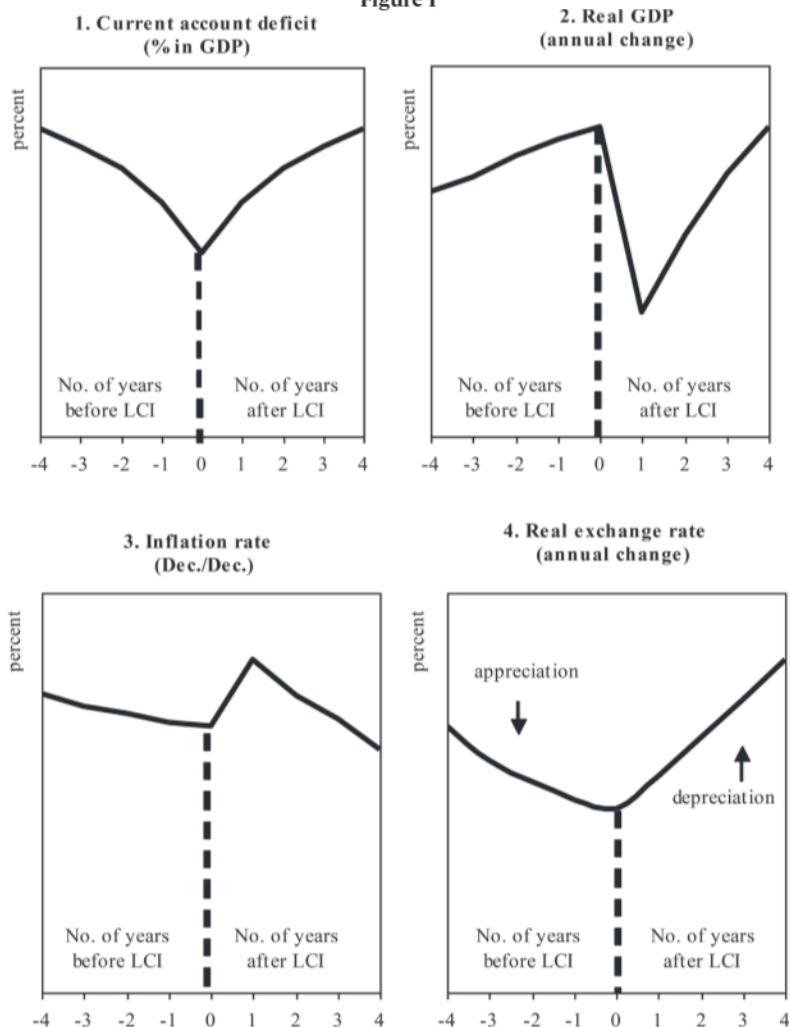 Figure 1
1. Current account deficit
(% in GDP)
percent
No. of years
before LCI
No. of years
after LCI
-4 -3 -2 -1 0 1 2 3 4
2. Real GDP
(annual change)
percent
No. of years
before LCI
No. of years
after LCI
-4 -3 -2 -1 0 1 2 3 4
3. Inflation rate
(Dec./Dec.)
percent
No. of years
before LCI
No. of years
after LCI
-4 -3 -2 -1 0 1 2 3 4
4. Real exchange rate
(annual change)
percent
appreciation
depreciation
No. of years
before LCI
No. of years
after LCI
-4 -3 -2 -1 0 1 2 3 4